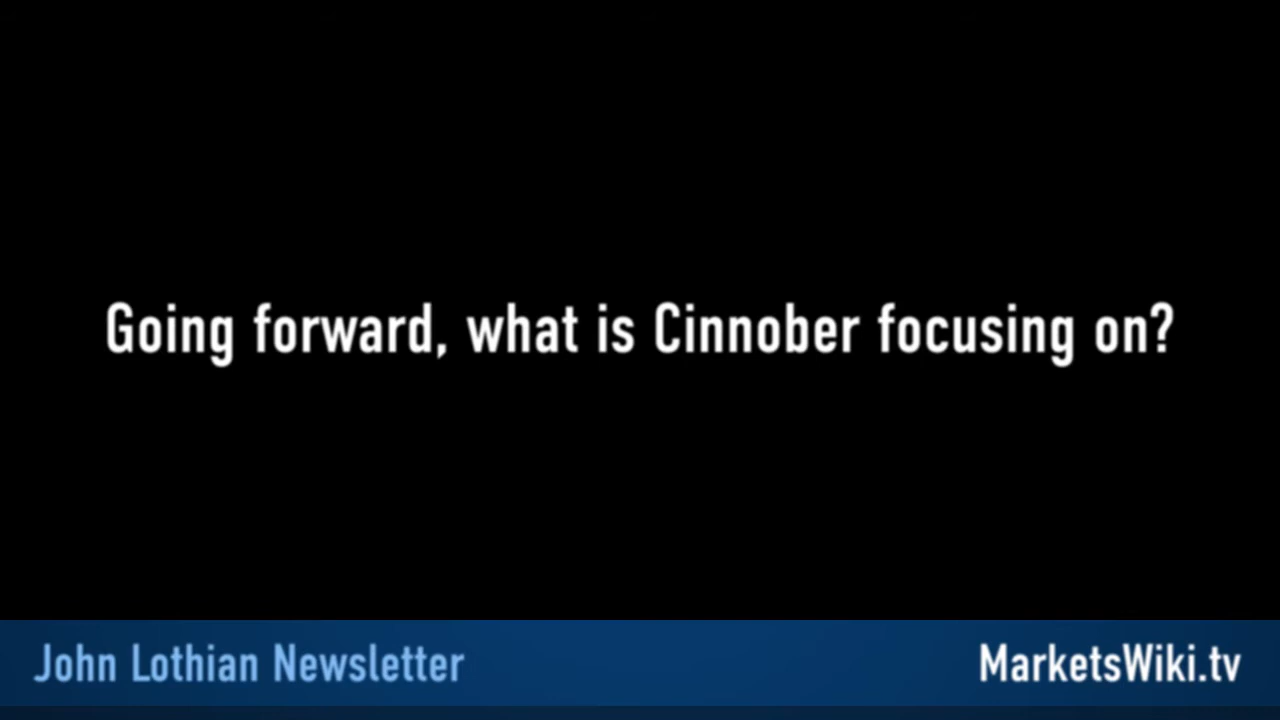 Going forward, what is Cinnober focusing on?
John Lothian Newsletter
MarketsWiki.tv